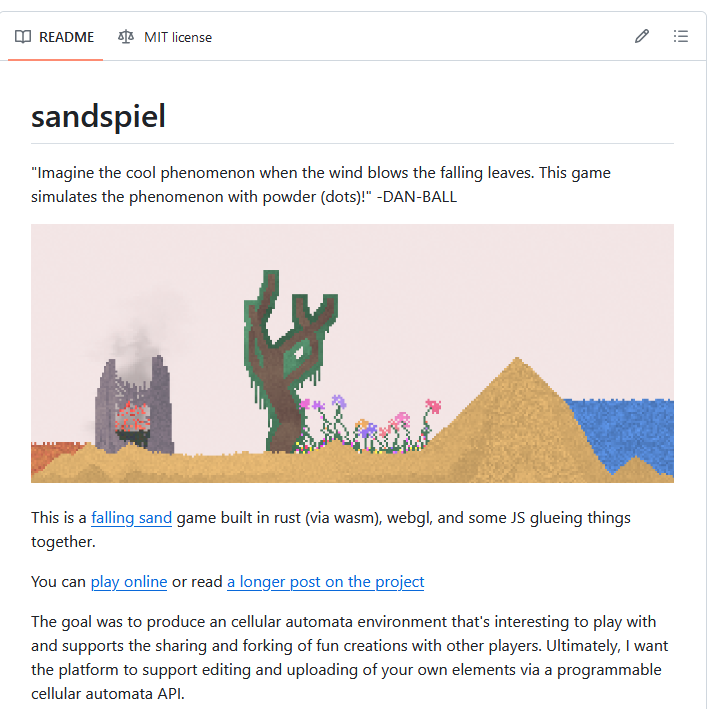 README
MIT license
sandspiel
"Imagine the cool phenomenon when the wind blows the falling leaves. This game
simulates the phenomenon with powder (dots)!" -DAN-BALL
This is a falling sand game built in rust (via wasm), webgl, and some JS glueing things
together.
You can play online or read a longer post on the project
The goal was to produce an cellular automata environment that's interesting to play with
and supports the sharing and forking of fun creations with other players. Ultimately, I want
the platform to support editing and uploading of your own elements via a programmable
cellular automata API.